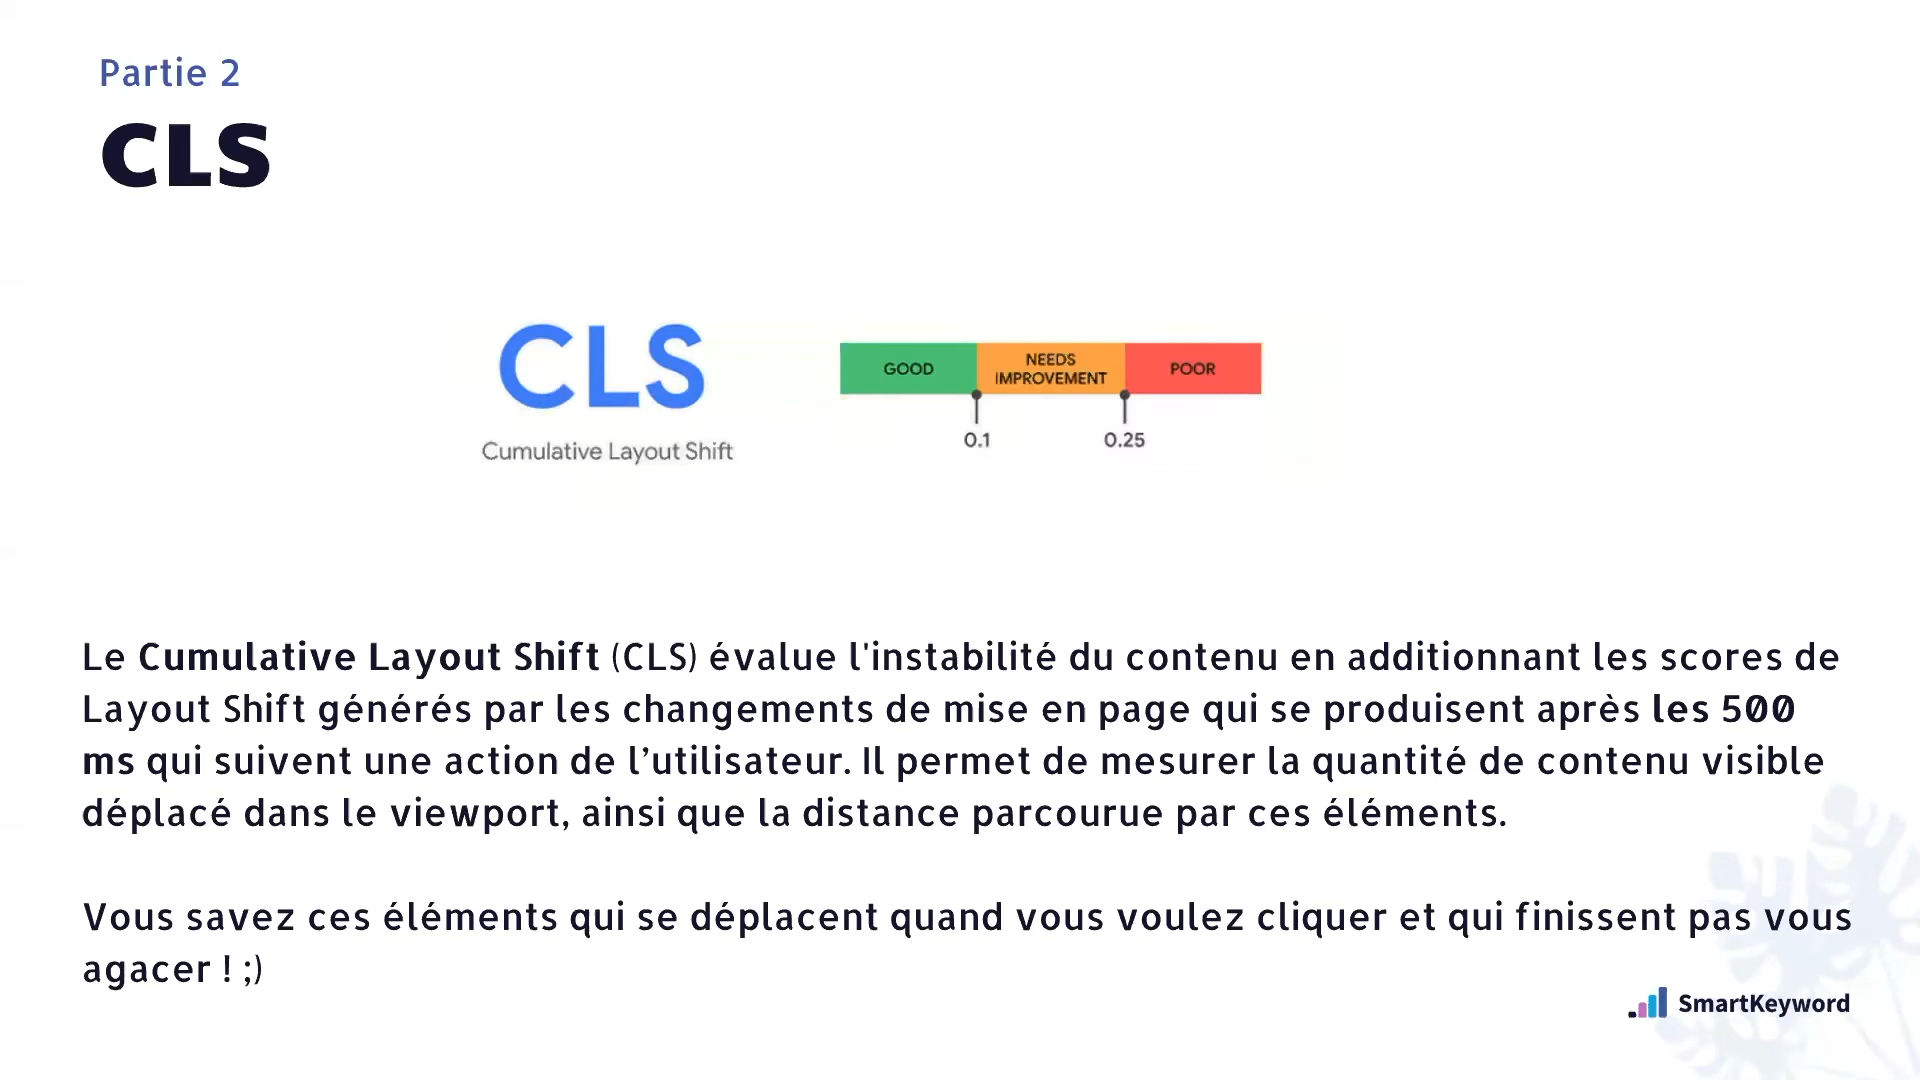 Partie 2
CLS
CLS
Cumulative Layout Shift
GOOD
NEEDS
IMPROVEMENT
POOR
0.1
0.25
Le Cumulative Layout Shift (CLS) évalue l'instabilité du contenu en additionnant les scores de
Layout Shift générés par les changements de mise en page qui se produisent après les 500
ms qui suivent une action de l’utilisateur. Il permet de mesurer la quantité de contenu visible
déplacé dans le viewport, ainsi que la distance parcourue par ces éléments.
Vous savez ces éléments qui se déplacent quand vous voulez cliquer et qui finissent pas vous
agacer ! ;)
SmartKeyword